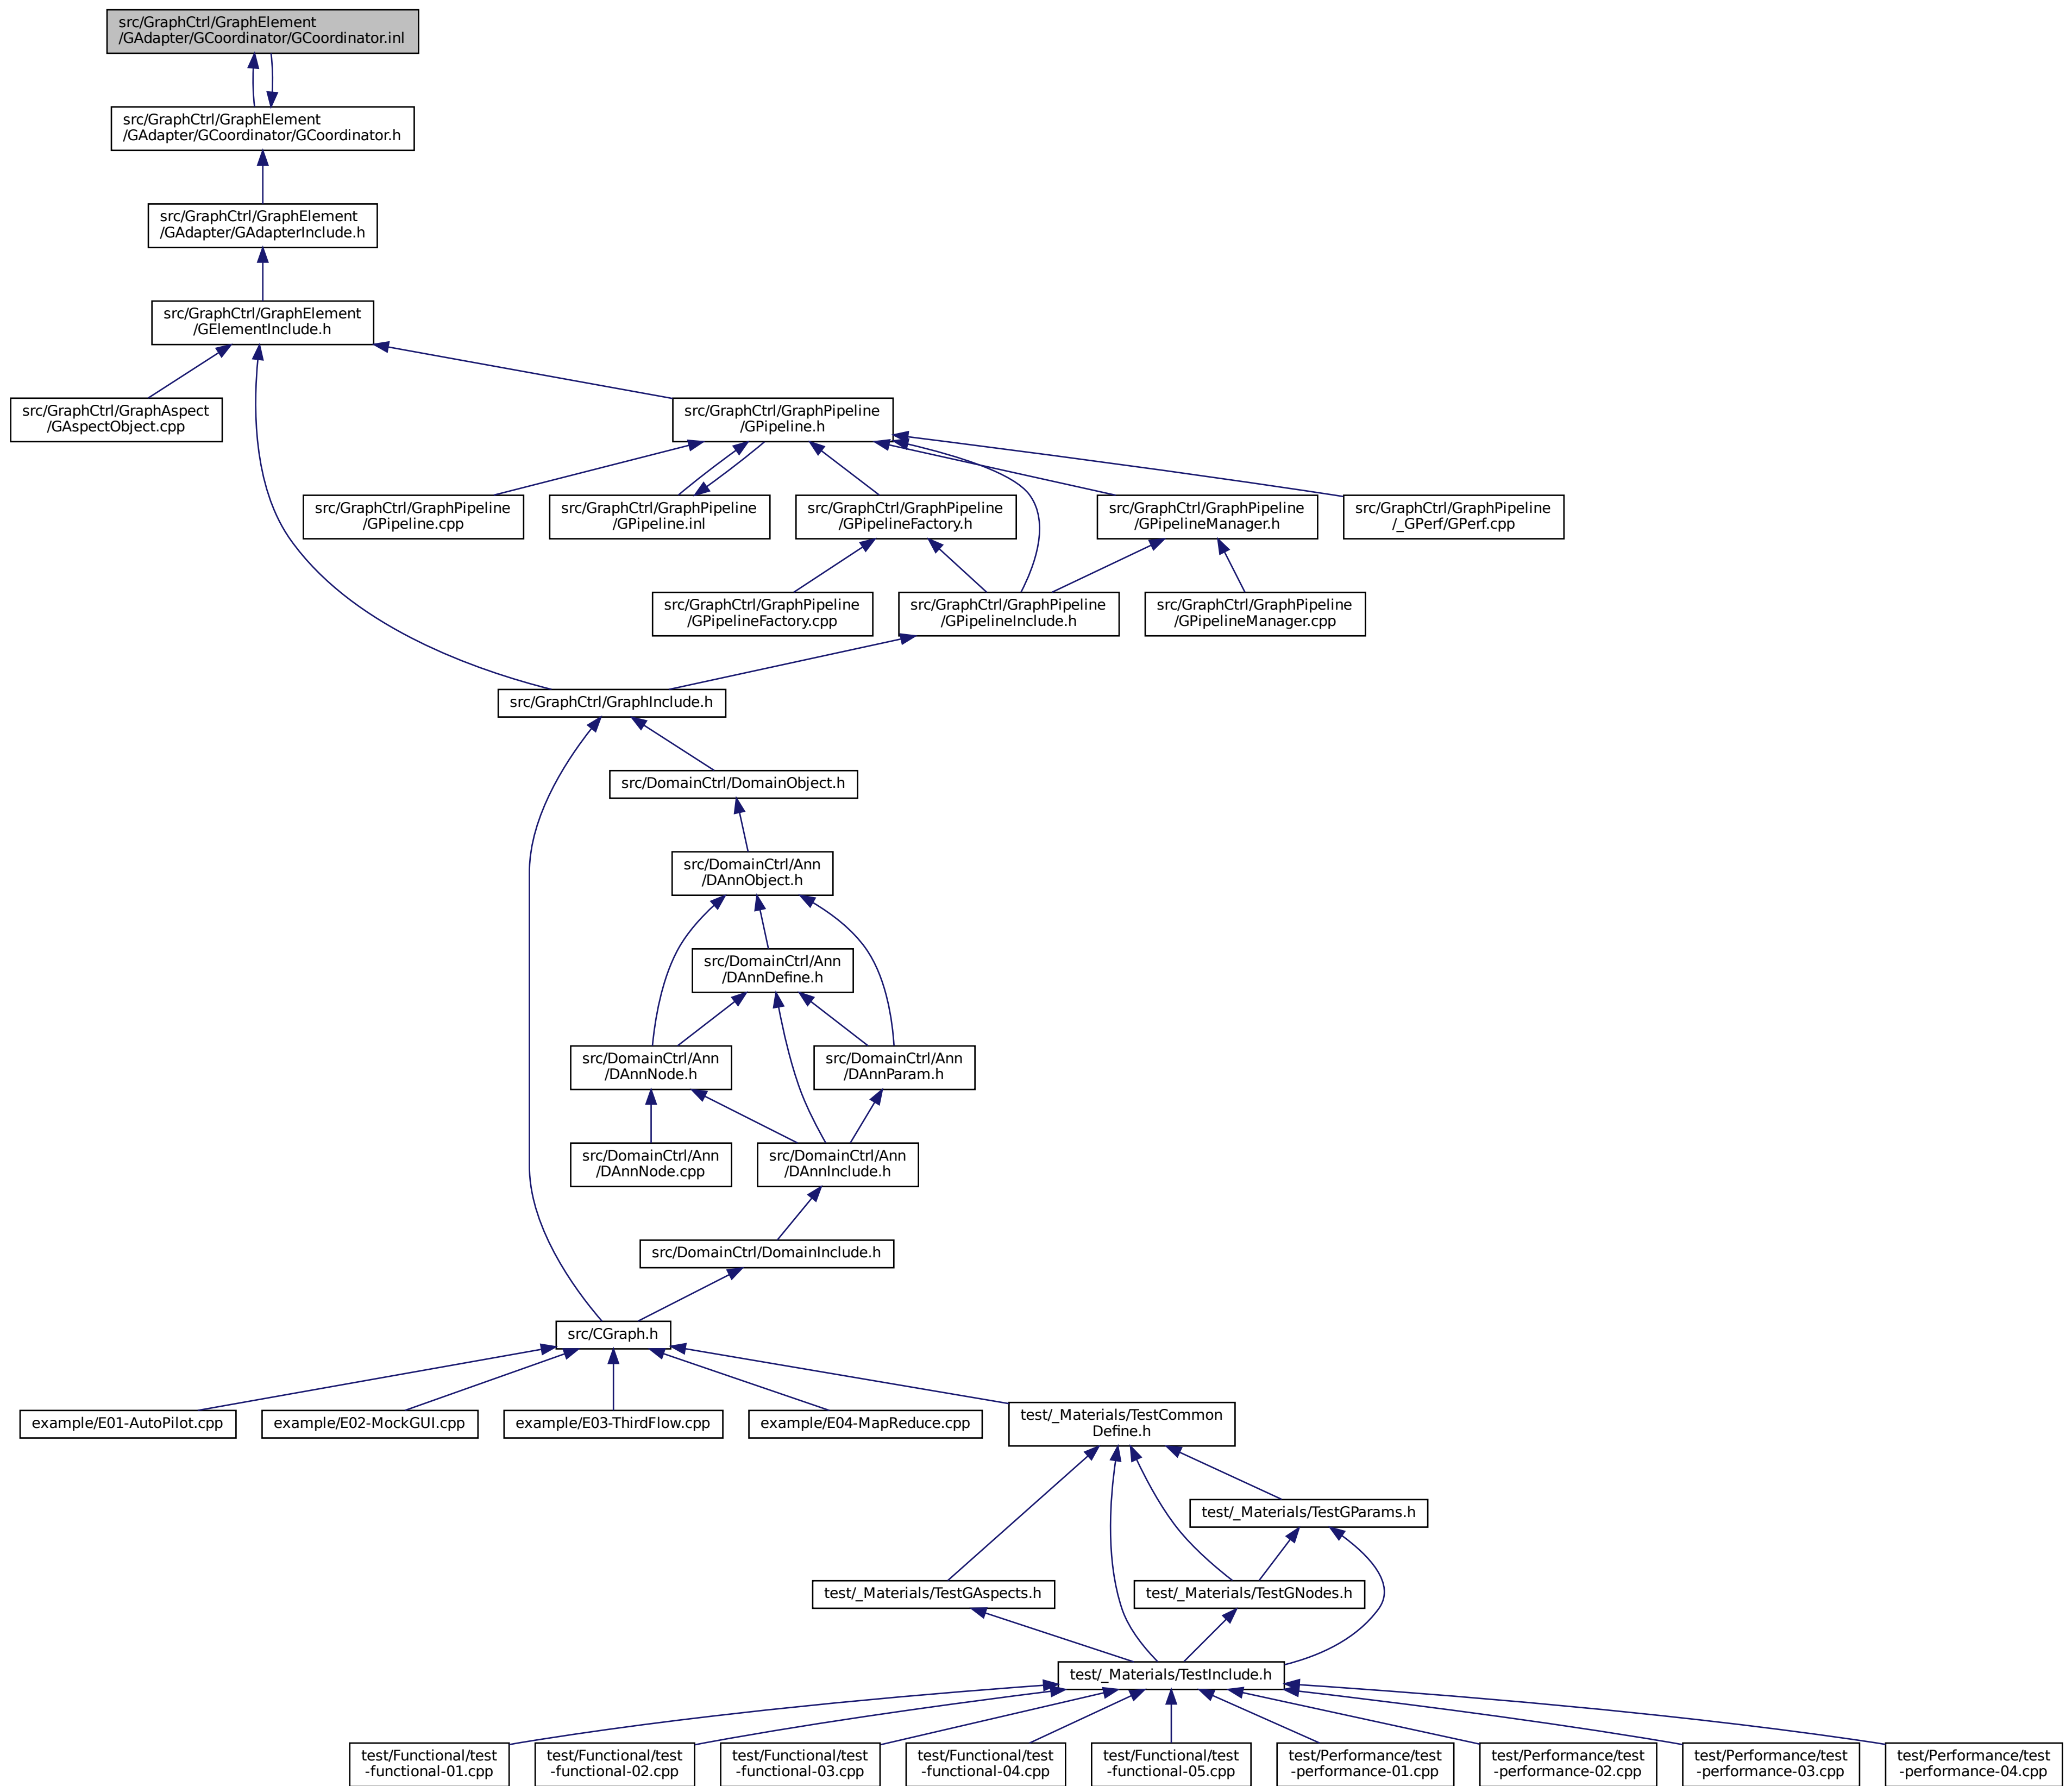 src/GraphCtrl/GraphElement
/GAdapter/GCoordinator/GCoordinator.inl
src/GraphCtrl/GraphElement
/GAdapter/GCoordinator/GCoordinator.h
src/GraphCtrl/GraphElement
/GAdapter/GAdapterInclude.h
src/GraphCtrl/GraphElement
/GElementInclude.h
src/GraphCtrl/GraphAspect
/GAspectObject.cpp
src/GraphCtrl/GraphPipeline
/GPipeline.h
src/GraphCtrl/GraphPipeline
/GPipeline.cpp
src/GraphCtrl/GraphPipeline
/GPipeline.inl
src/GraphCtrl/GraphPipeline
/GPipelineFactory.h
src/GraphCtrl/GraphPipeline
/GPipelineManager.h
src/GraphCtrl/GraphPipeline
/_GPerf/GPerf.cpp
src/GraphCtrl/GraphPipeline
/GPipelineFactory.cpp
src/GraphCtrl/GraphPipeline
/GPipelineInclude.h
src/GraphCtrl/GraphPipeline
/GPipelineManager.cpp
src/GraphCtrl/GraphInclude.h
src/DomainCtrl/DomainObject.h
src/DomainCtrl/Ann
/DAnnObject.h
src/DomainCtrl/Ann
/DAnnDefine.h
src/DomainCtrl/Ann
/DAnnNode.h
src/DomainCtrl/Ann
/DAnnParam.h
src/DomainCtrl/Ann
/DAnnNode.cpp
src/DomainCtrl/Ann
/DAnnInclude.h
src/DomainCtrl/DomainInclude.h
src/CGraph.h
example/E01-AutoPilot.cpp
example/E02-MockGUI.cpp
example/E03-ThirdFlow.cpp
example/E04-MapReduce.cpp
test/_Materials/TestCommon
Define.h
test/_Materials/TestGParams.h
test/_Materials/TestGAspects.h
test/_Materials/TestGNodes.h
test/_Materials/TestInclude.h
test/Functional/test
-functional-01.cpp
test/Functional/test
-functional-02.cpp
test/Functional/test
-functional-03.cpp
test/Functional/test
-functional-04.cpp
test/Functional/test
-functional-05.cpp
test/Performance/test
-performance-01.cpp
test/Performance/test
-performance-02.cpp
test/Performance/test
-performance-03.cpp
test/Performance/test
-performance-04.cpp